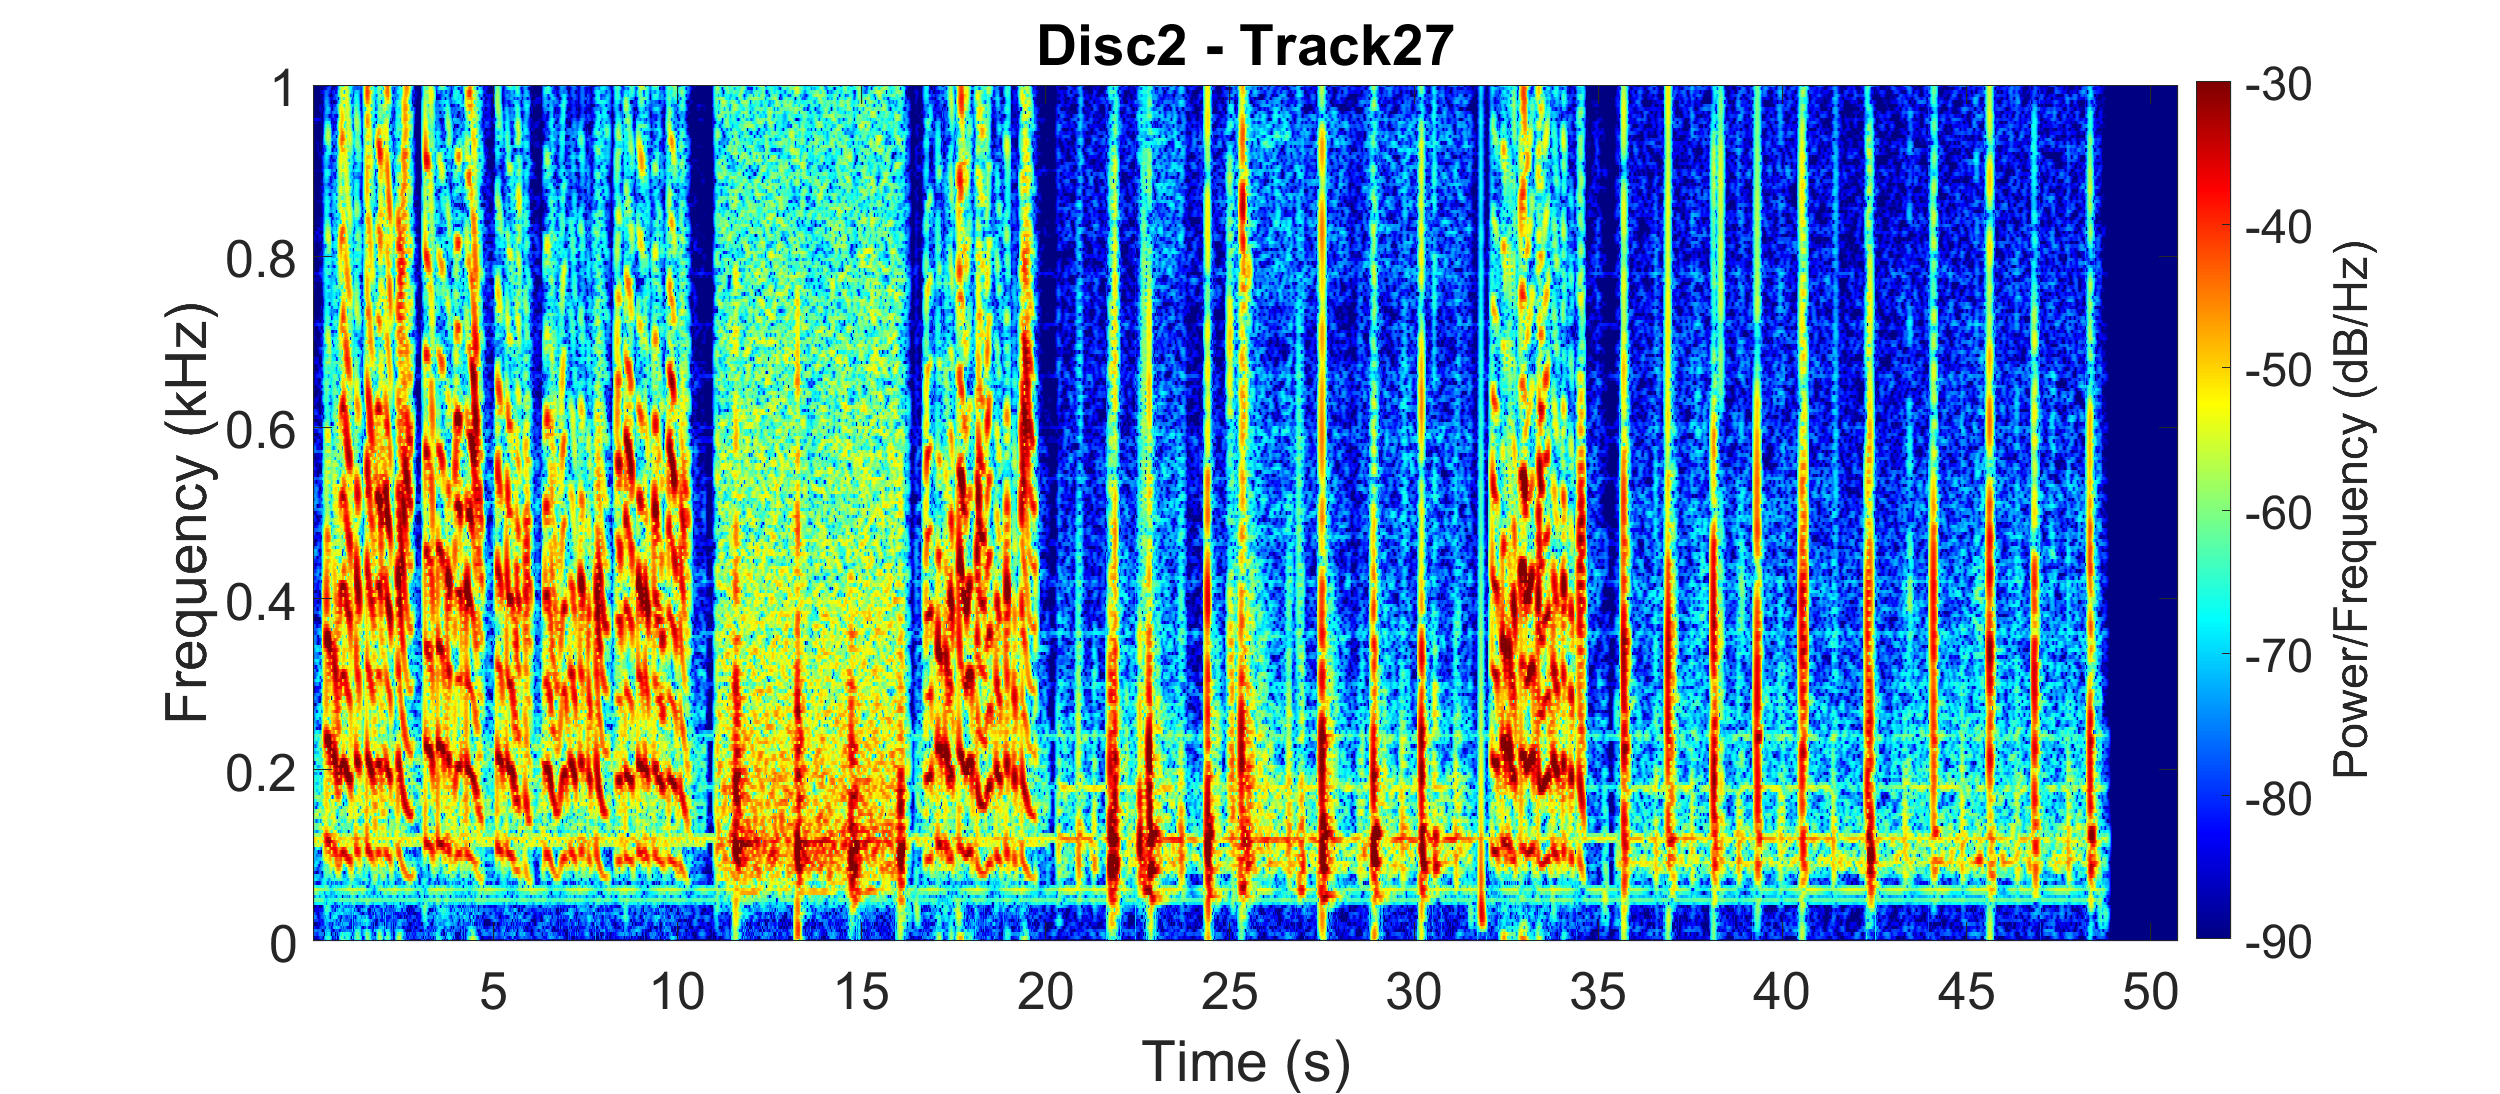 Disc2 - Track27
1
0.8
0.6
0.4
0.2
0
Frequency (kHz)
5 10 15 20 25 30 35 40 45 50
Time (s)
-30
-40
-50
-60
-70
-80
-90
Power/Frequency (dB/Hz)